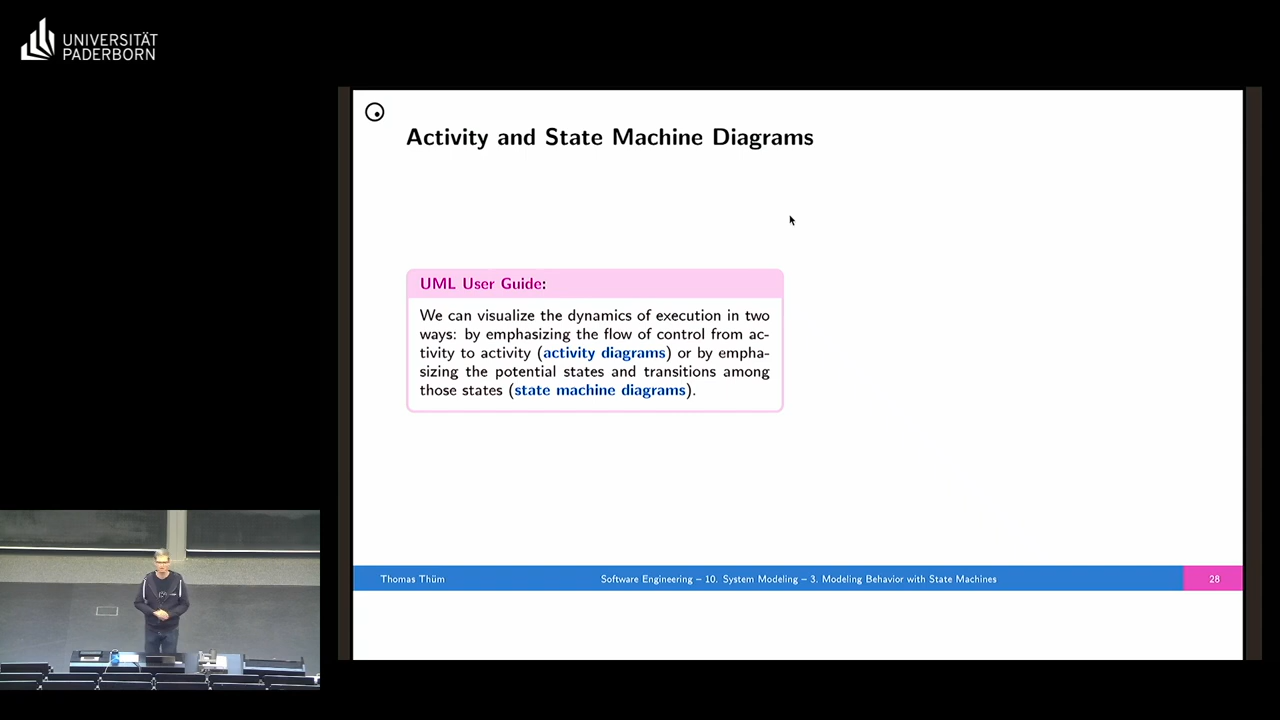 UNIVERSITÄT
PADERBORN
Activity and State Machine Diagrams
UML User Guide:
We can visualize the dynamics of execution in two
ways: by emphasizing the flow of control from ac-
tivity to activity (activity diagrams) or by empha-
sizing the potential states and transitions among
those states (state machine diagrams).
Thomas Thüm
Software Engineering – 10. System Modeling – 3. Modeling Behavior with State Machines
28